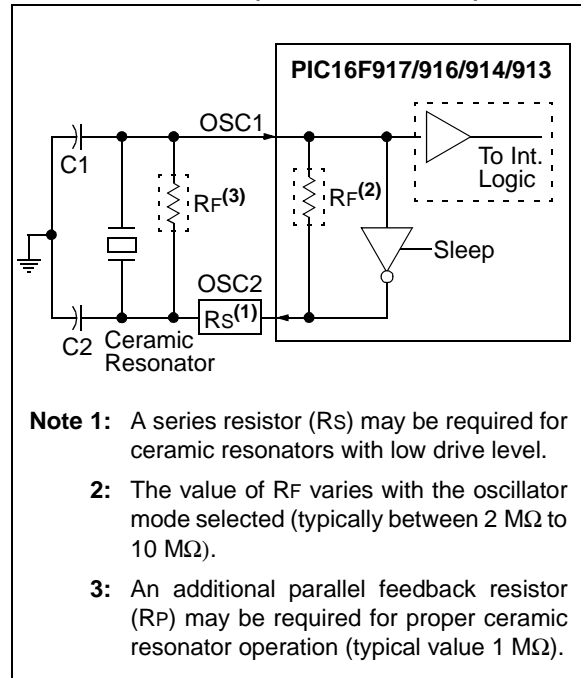 PIC16F917/916/914/913
OSC1
C1
To Int.
Logic
RF(3)
RF(2)
Sleep
OSC2
RS(1)
C2
Ceramic
Resonator
Note 1: A series resistor (RS) may be required for
ceramic resonators with low drive level.
2: The value of RF varies with the oscillator
mode selected (typically between 2 MΩ to
10 MΩ).
3: An additional parallel feedback resistor
(RP) may be required for proper ceramic
resonator operation (typical value 1 MΩ).